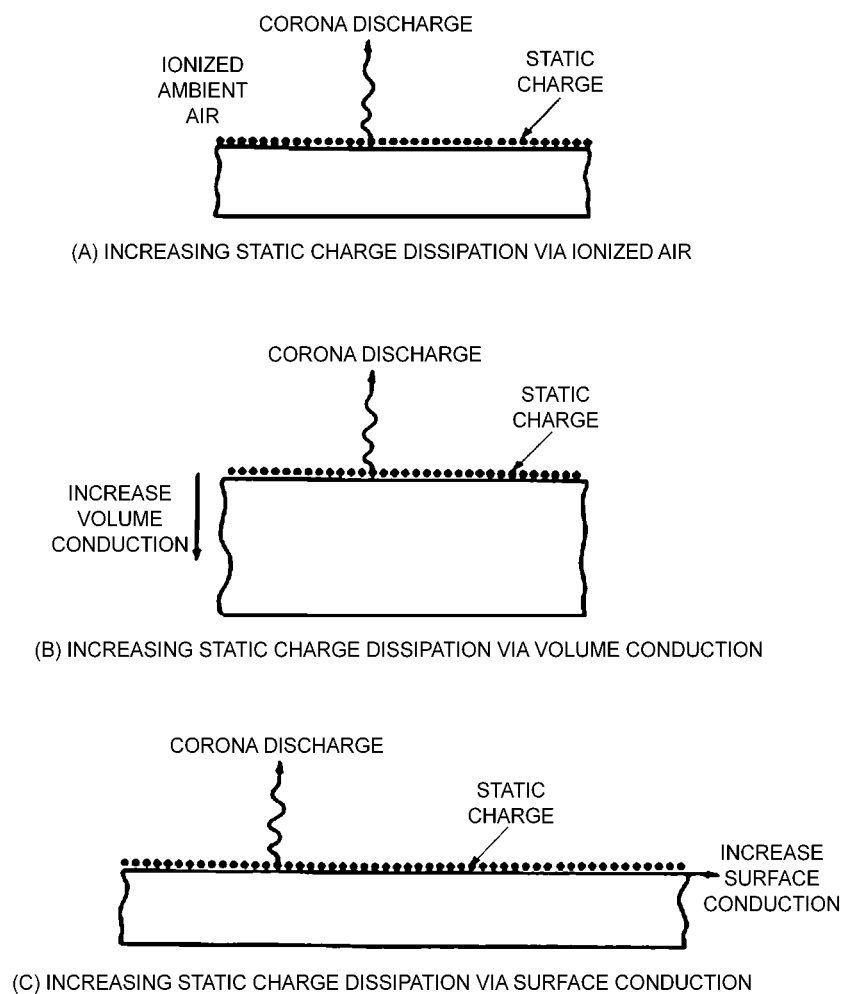 CORONA DISCHARGE
IONIZED
AMBIENT
AIR
STATIC
CHARGE
(A) INCREASING STATIC CHARGE DISSIPATION VIA IONIZED AIR
CORONA DISCHARGE
STATIC
CHARGE
INCREASE
VOLUME
CONDUCTION
(B) INCREASING STATIC CHARGE DISSIPATION VIA VOLUME CONDUCTION
CORONA DISCHARGE
STATIC
CHARGE
INCREASE
SURFACE
CONDUCTION
(C) INCREASING STATIC CHARGE DISSIPATION VIA SURFACE CONDUCTION